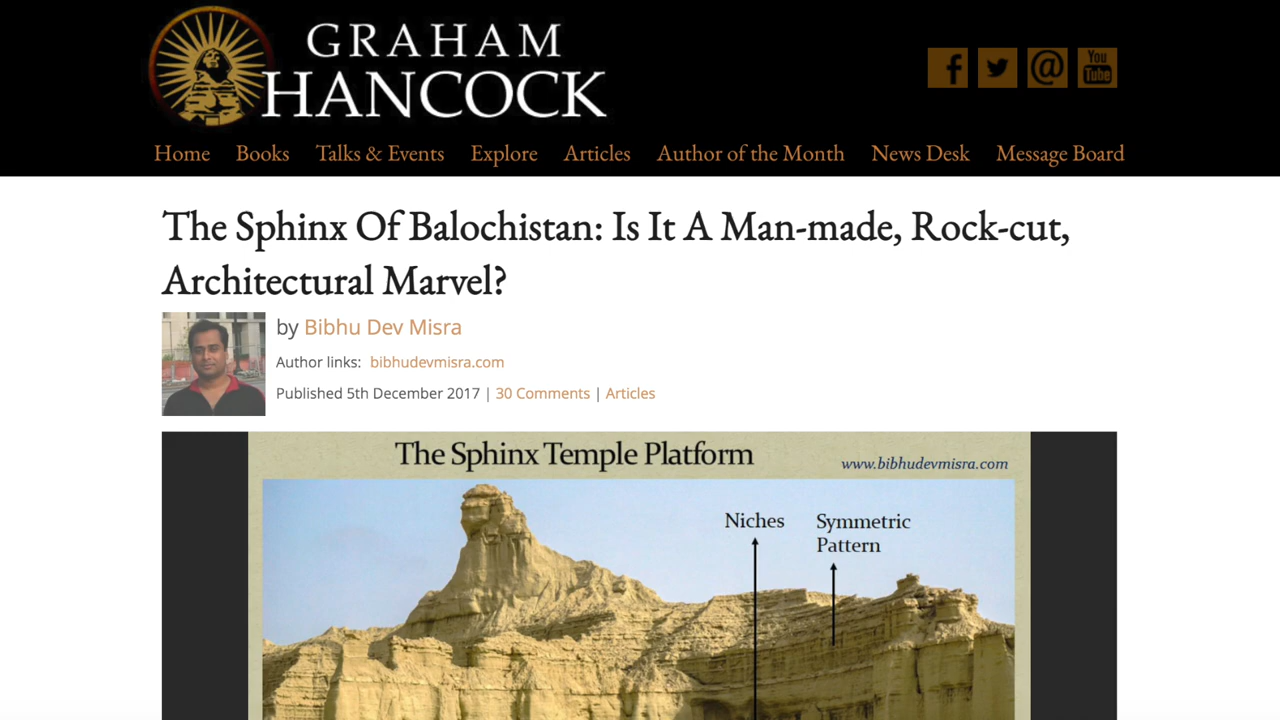 GRAHAM
HANCOCK
You
Tube
Home Books Talks & Events Explore Articles Author of the Month News Desk Message Board
The Sphinx Of Balochistan: Is It A Man-made, Rock-cut,
Architectural Marvel?
by Bibhu Dev Misra
Author links: bibhudevmisra.com
Published 5th December 2017 | 30 Comments | Articles
The Sphinx Temple Platform
www.bibhudevmisra.com
Niches Symmetric
Pattern